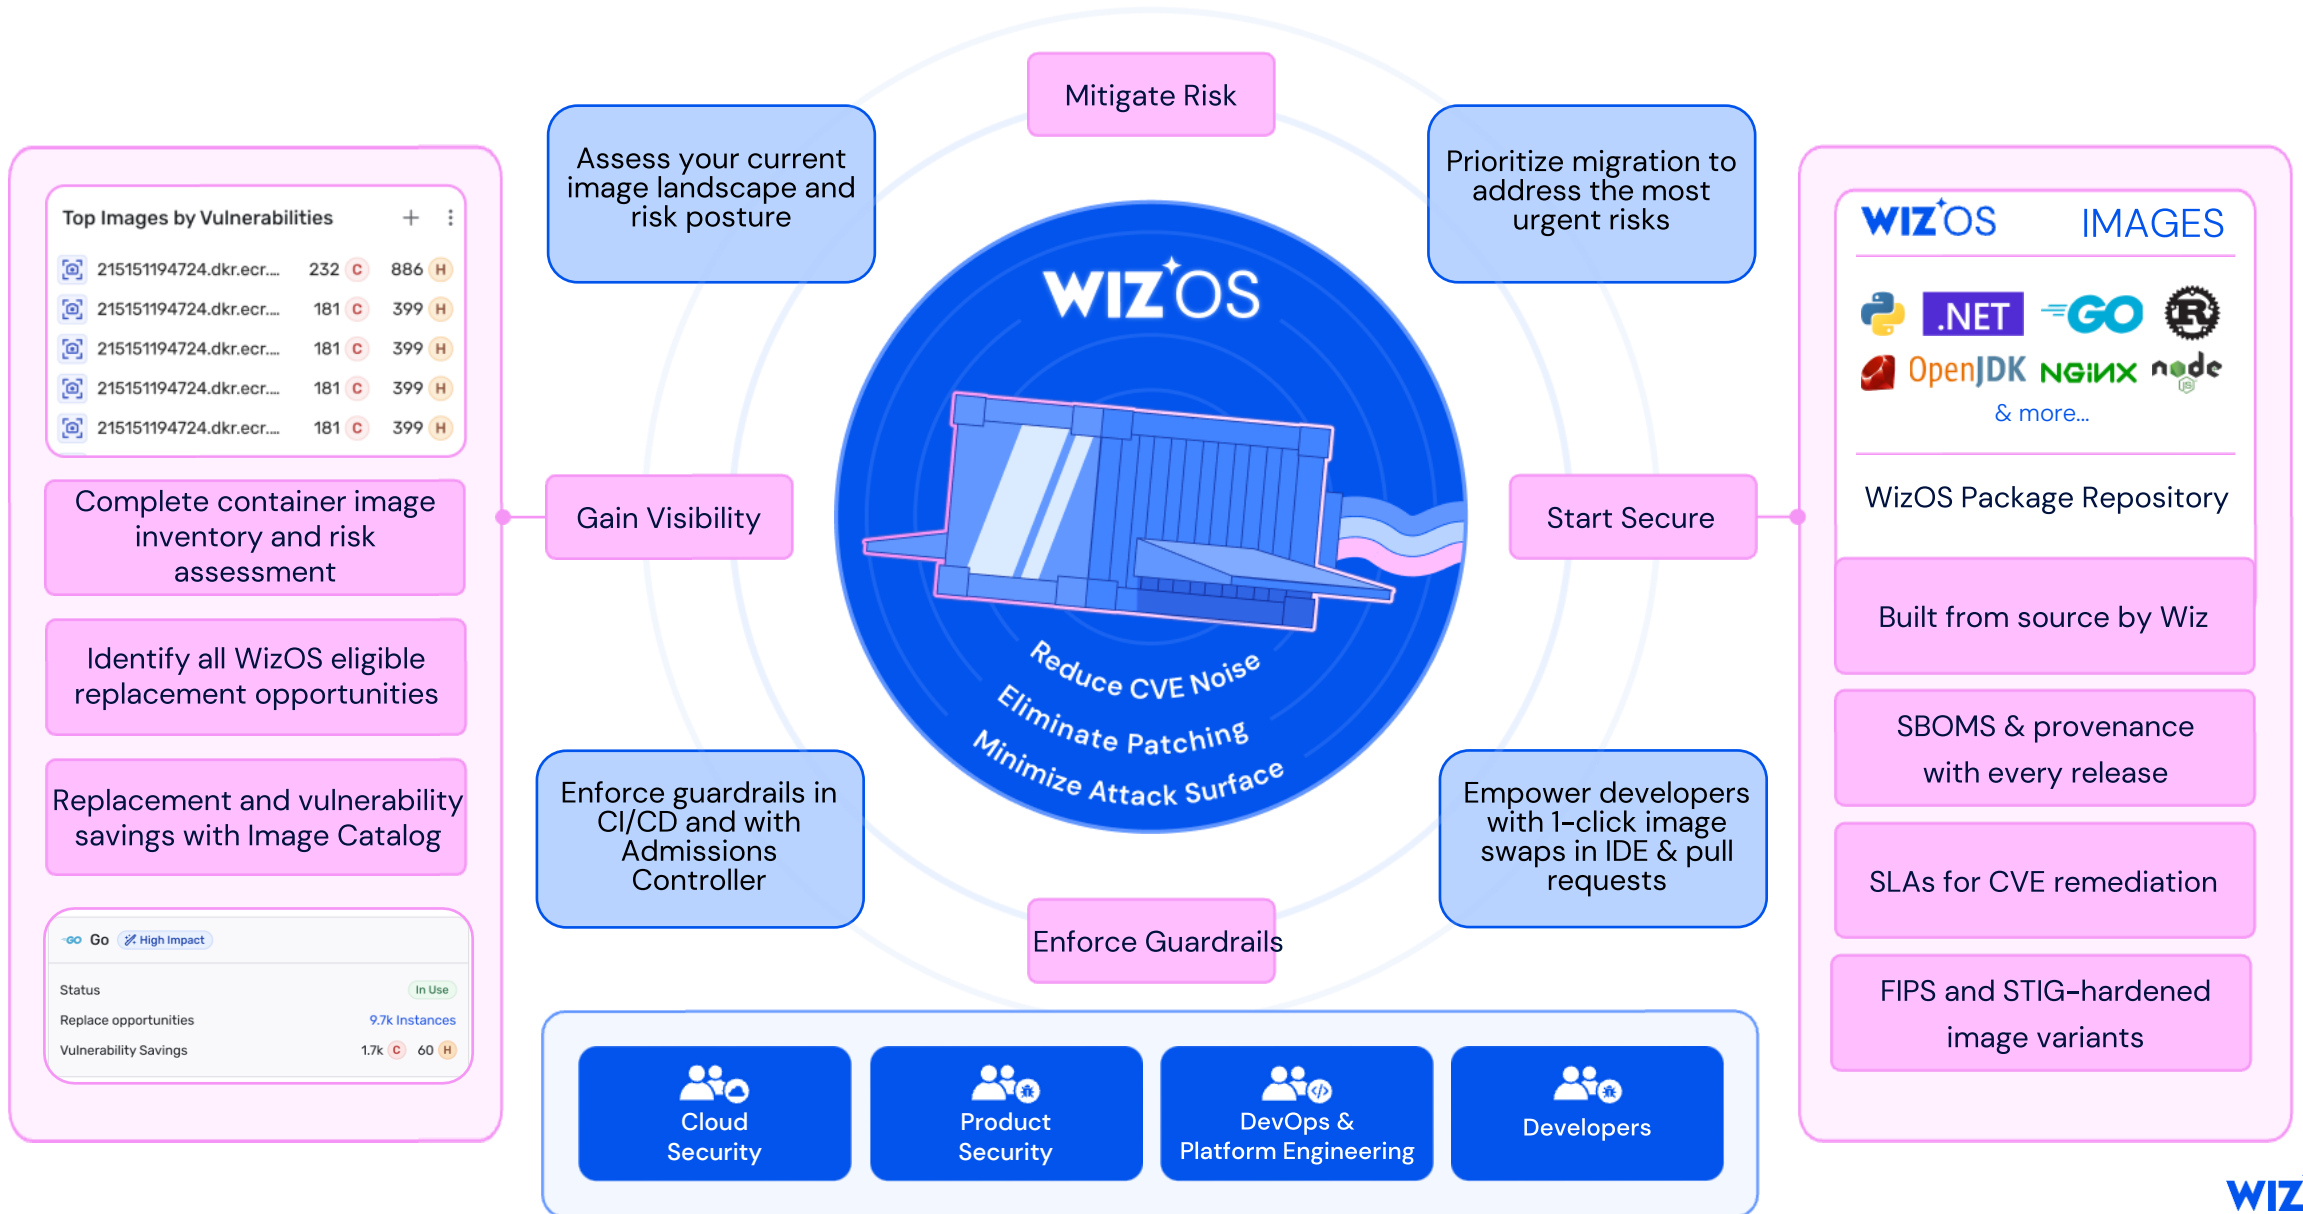 Mitigate Risk
Assess your current
image landscape and
risk posture
Prioritize migration to
address the most
urgent risks
Top Images by Vulnerabilities
215151194724.dkr.ecr.... 232 C 886 H
215151194724.dkr.ecr.... 181 C 399 H
215151194724.dkr.ecr.... 181 C 399 H
215151194724.dkr.ecr.... 181 C 399 H
215151194724.dkr.ecr.... 181 C 399 H
Complete container image
inventory and risk
assessment
Identify all WizOS eligible
replacement opportunities
Replacement and vulnerability
savings with Image Catalog
GO Go High Impact
Status In Use
Replace opportunities 9.7k Instances
Vulnerability Savings 1.7k C 60 H
Gain Visibility
WIZ OS
Reduce CVE Noise
Eliminate Patching
Minimize Attack Surface
Start Secure
Enforce guardrails in
CI/CD and with
Admissions
Controller
Empower developers
with 1-click image
swaps in IDE & pull
requests
Enforce Guardrails
Cloud
Security
Product
Security
DevOps &
Platform Engineering
Developers
WIZ OS IMAGES
.NET GO R
OpenJDK NGINX node
JS
& more...
WizOS Package Repository
Built from source by Wiz
SBOMS & provenance
with every release
SLAs for CVE remediation
FIPS and STIG-hardened
image variants
WIZ